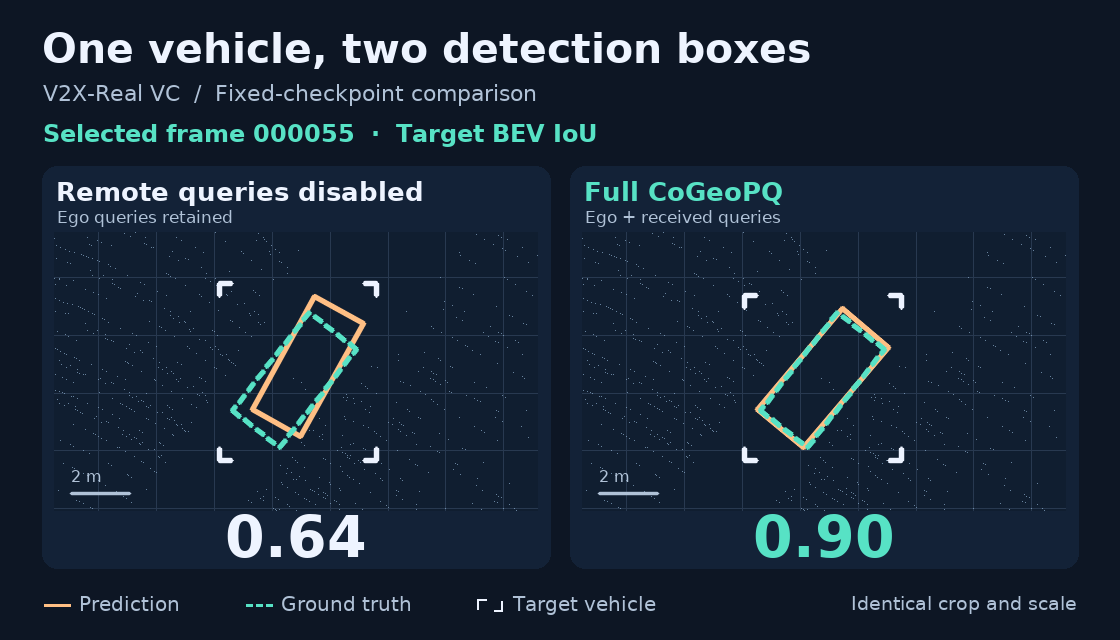 One vehicle, two detection boxes
V2X-Real VC / Fixed-checkpoint comparison
Selected frame 000055 · Target BEV IoU
Remote queries disabled
Ego queries retained
2 m
0.64
Full CoGeoPQ
Ego + received queries
2 m
0.90
Prediction
Ground truth
Target vehicle
Identical crop and scale